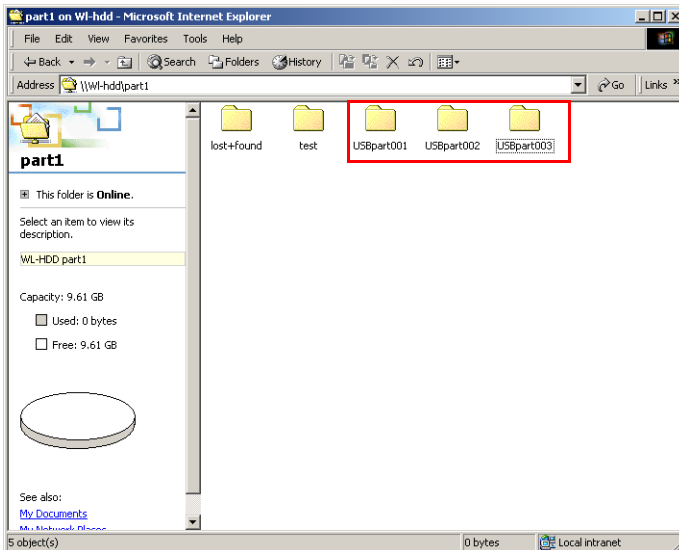 part1 on Wl-hdd - Microsoft Internet Explorer
File Edit View Favorites Tools Help
Back Search Folders History
Address \\Wl-hdd\part1 Go Links »
part1
This folder is Online.
Select an item to view its
description.
WL-HDD part1
Capacity: 9.61 GB
Used: 0 bytes
Free: 9.61 GB
See also:
My Documents
My Network Places
lost+found test USBpart001 USBpart002 USBpart003
5 object(s) 0 bytes Local intranet